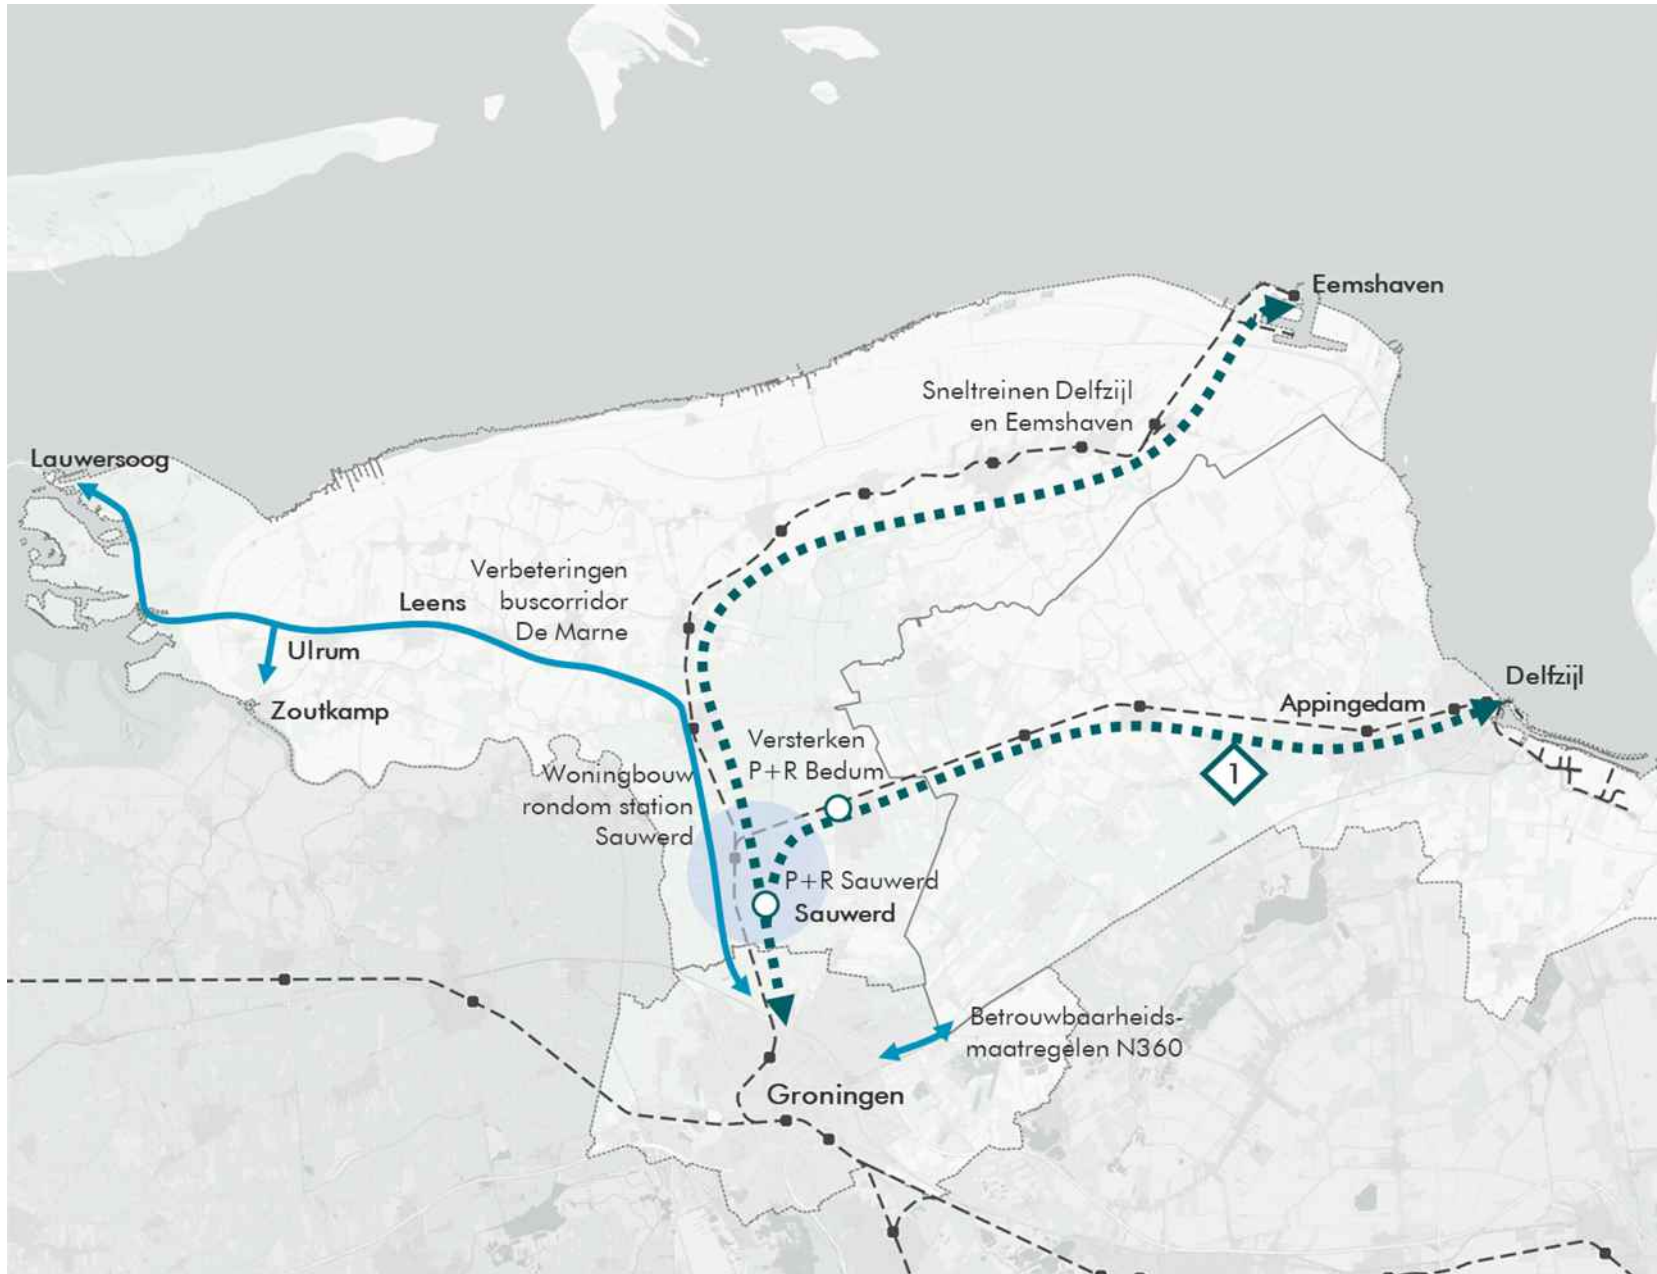 Eemshaven
Sneltreinen Delfzijl
en Eemshaven
Lauwersoog
Verbeteringen
buscorridor
De Marne
Leens
Ulrum
Zoutkamp
Delfzijl
Appingedam
Versterken
P+R Bedum
1
Woningbouw
rondom station
Sauwerd
P+R Sauwerd
Sauwerd
Betrouwbaarheids-
maatregelen N360
Groningen